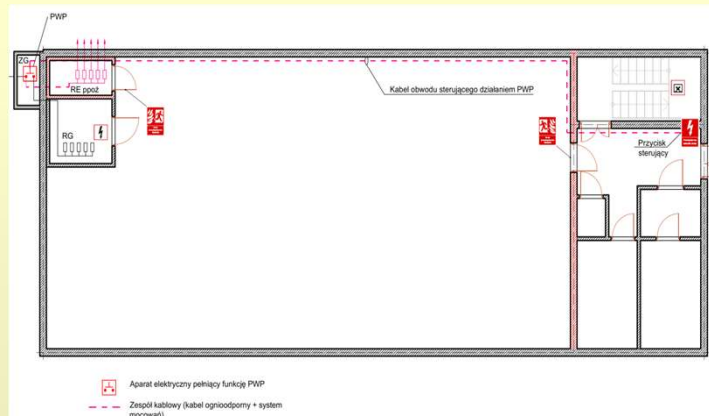 PWP
ZG
RE ppoż
Kabel obwodu sterującego działaniem PWP
RG
Przycisk
sterujący
Aparat elektryczny pełniący funkcję PWP
Zespół kablowy (kabel ognioodporny + system
mocowań)